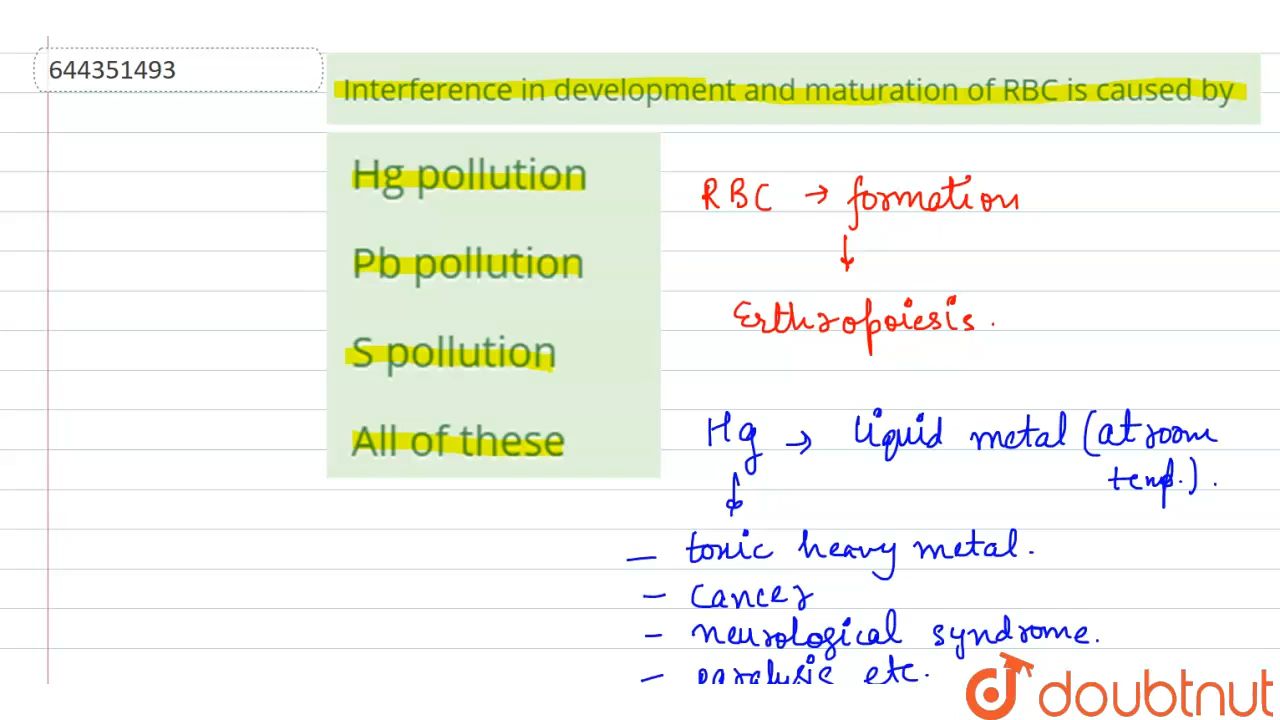 644351493
Interference in development and maturation of RBC is caused by
Hg pollution
Pb pollution
S pollution
All of these
RBC → formation
↓
Erthropoiesis.
Hg → liquid metal (at room
temp.).
↓
— toxic heavy metal.
– Cancer
– neurological syndrome.
– paralysis etc.
doubtnut